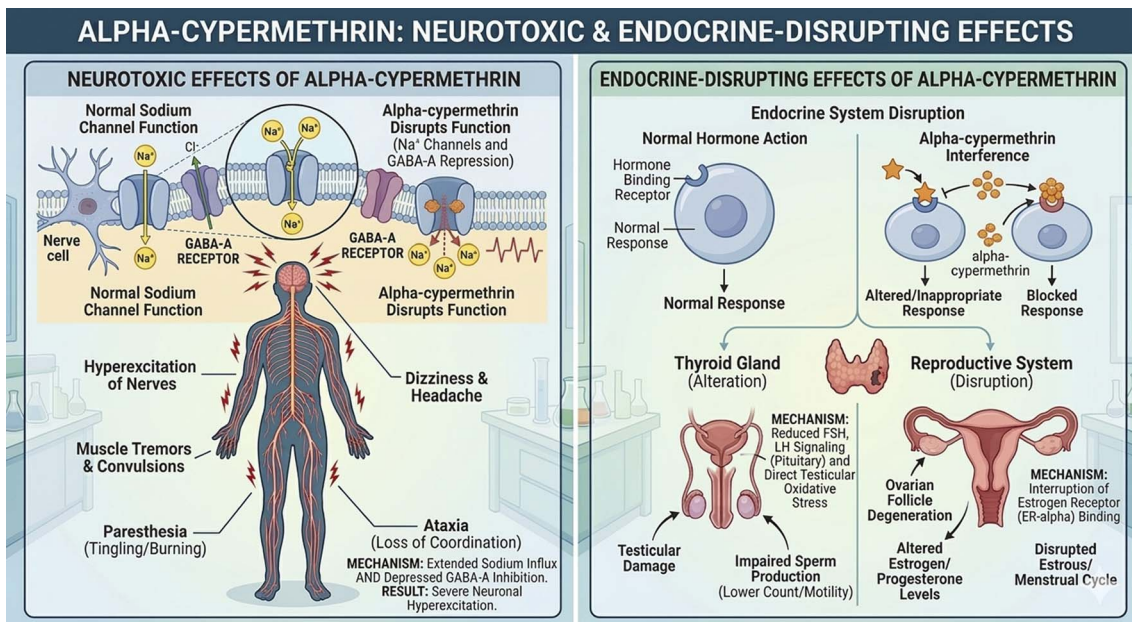 ALPHA-CYPERMETHRIN: NEUROTOXIC & ENDOCRINE-DISRUPTING EFFECTS
NEUROTOXIC EFFECTS OF ALPHA-CYPERMETHRIN
Normal Sodium
Channel Function
Na⁺
Cl⁻
Na⁺
Na⁺
Na⁺
Alpha-cypermethrin
Disrupts Function
(Na⁺ Channels and
GABA-A Repression)
Nerve
cell
Na⁺
GABA-A
RECEPTOR
GABA-A
RECEPTOR
Na⁺
Na⁺
Na⁺
Normal Sodium
Channel Function
Alpha-cypermethrin
Disrupts Function
Hyperexcitation
of Nerves
Dizziness &
Headache
Muscle Tremors
& Convulsions
Paresthesia
(Tingling/Burning)
Ataxia
(Loss of Coordination)
MECHANISM: Extended Sodium Influx
AND Depressed GABA-A Inhibition.
RESULT: Severe Neuronal
Hyperexcitation.
ENDOCRINE-DISRUPTING EFFECTS OF ALPHA-CYPERMETHRIN
Endocrine System Disruption
Normal Hormone Action
Hormone
Binding
Receptor
Normal
Response
Normal Response
Alpha-cypermethrin
Interference
alpha-
cypermethrin
Altered/Inappropriate
Response
Blocked
Response
Thyroid Gland
(Alteration)
Reproductive System
(Disruption)
MECHANISM:
Reduced FSH,
LH Signaling
(Pituitary) and
Direct Testicular
Oxidative
Stress
Testicular
Damage
Impaired Sperm
Production
(Lower Count/Motility)
Ovarian
Follicle
Degeneration
MECHANISM:
Interruption of
Estrogen Receptor
(ER-alpha) Binding
Altered
Estrogen/
Progesterone
Levels
Disrupted
Estrous/
Menstrual Cycle